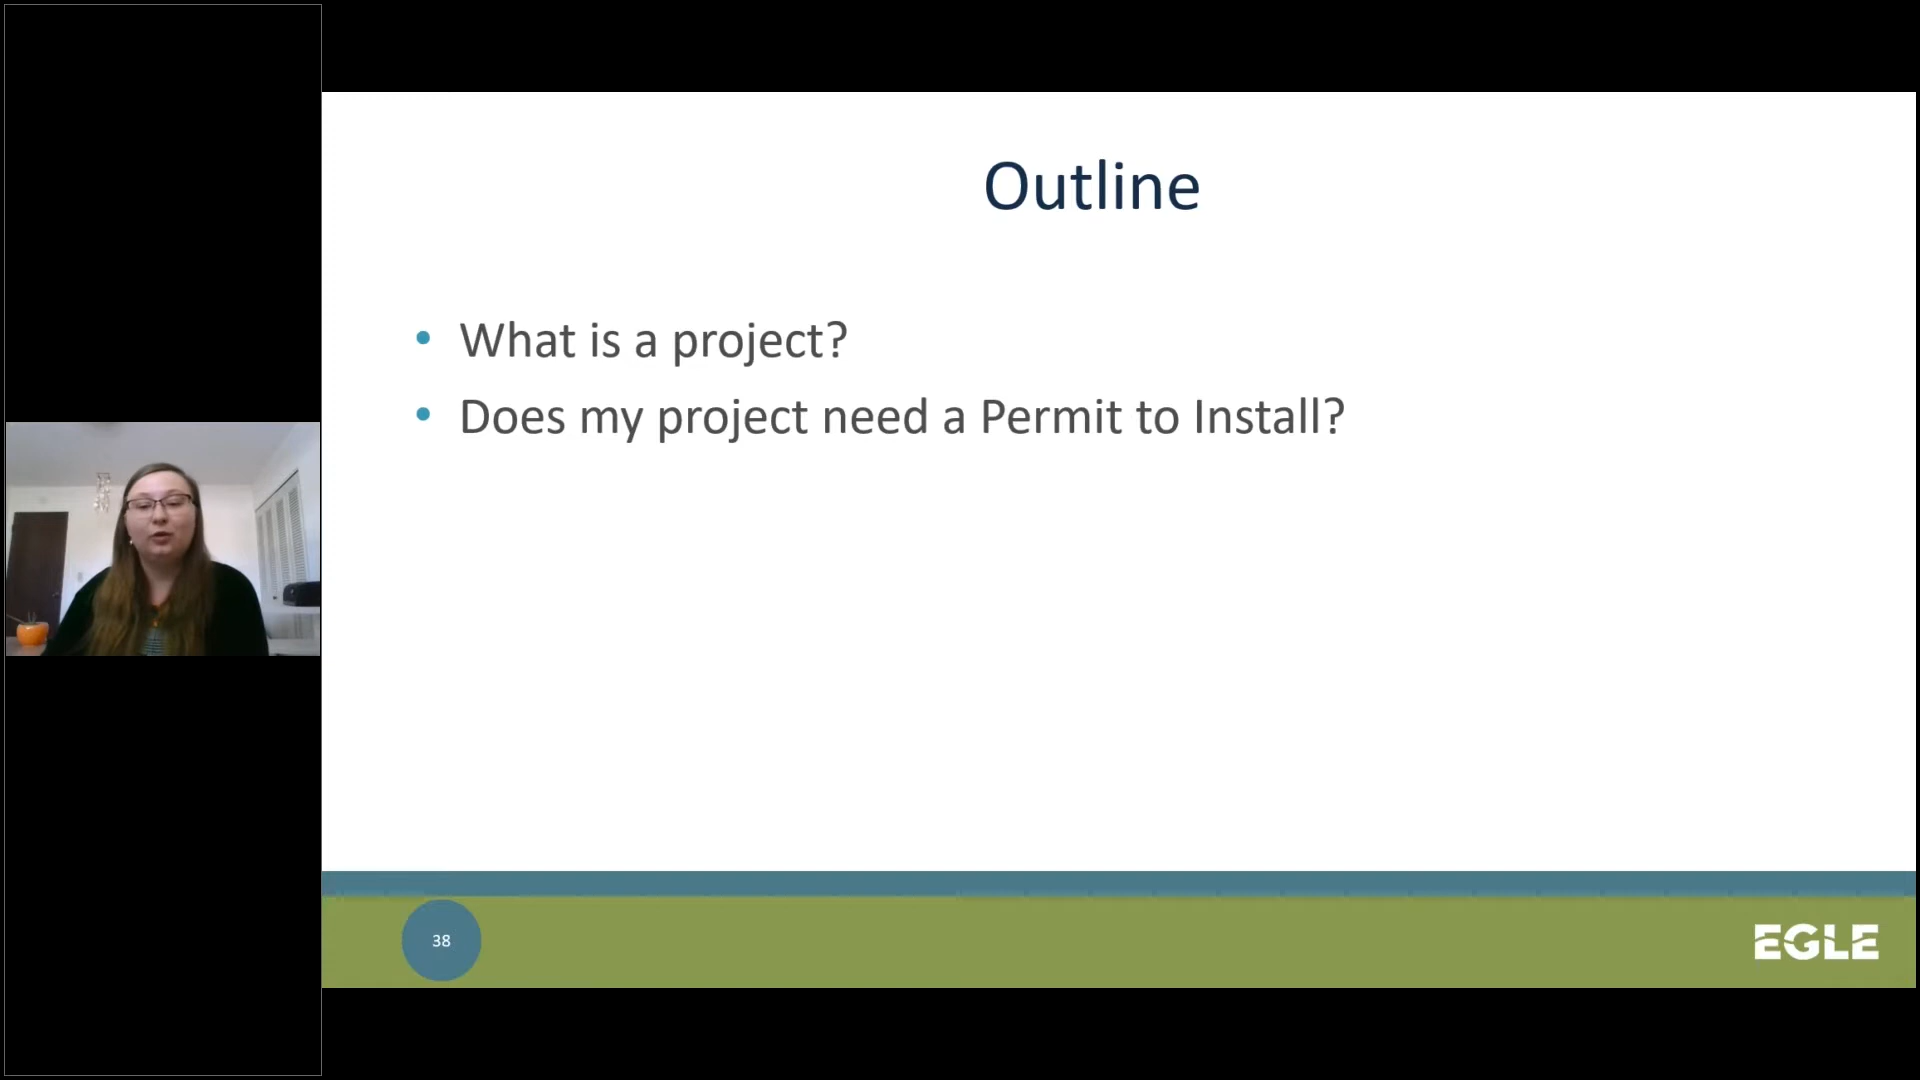 Outline
• What is a project?
• Does my project need a Permit to Install?
38
EGLE